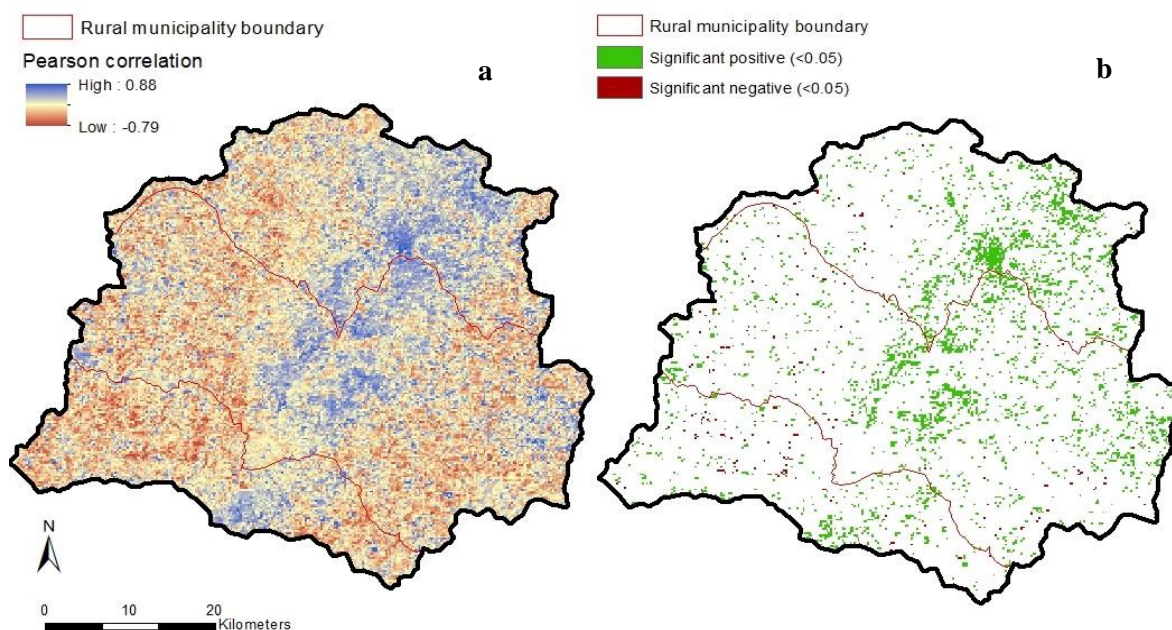 Rural municipality boundary
Pearson correlation
High : 0.88
Low : -0.79
a
N
0 10 20
Kilometers
Rural municipality boundary
Significant positive (<0.05)
Significant negative (<0.05)
b